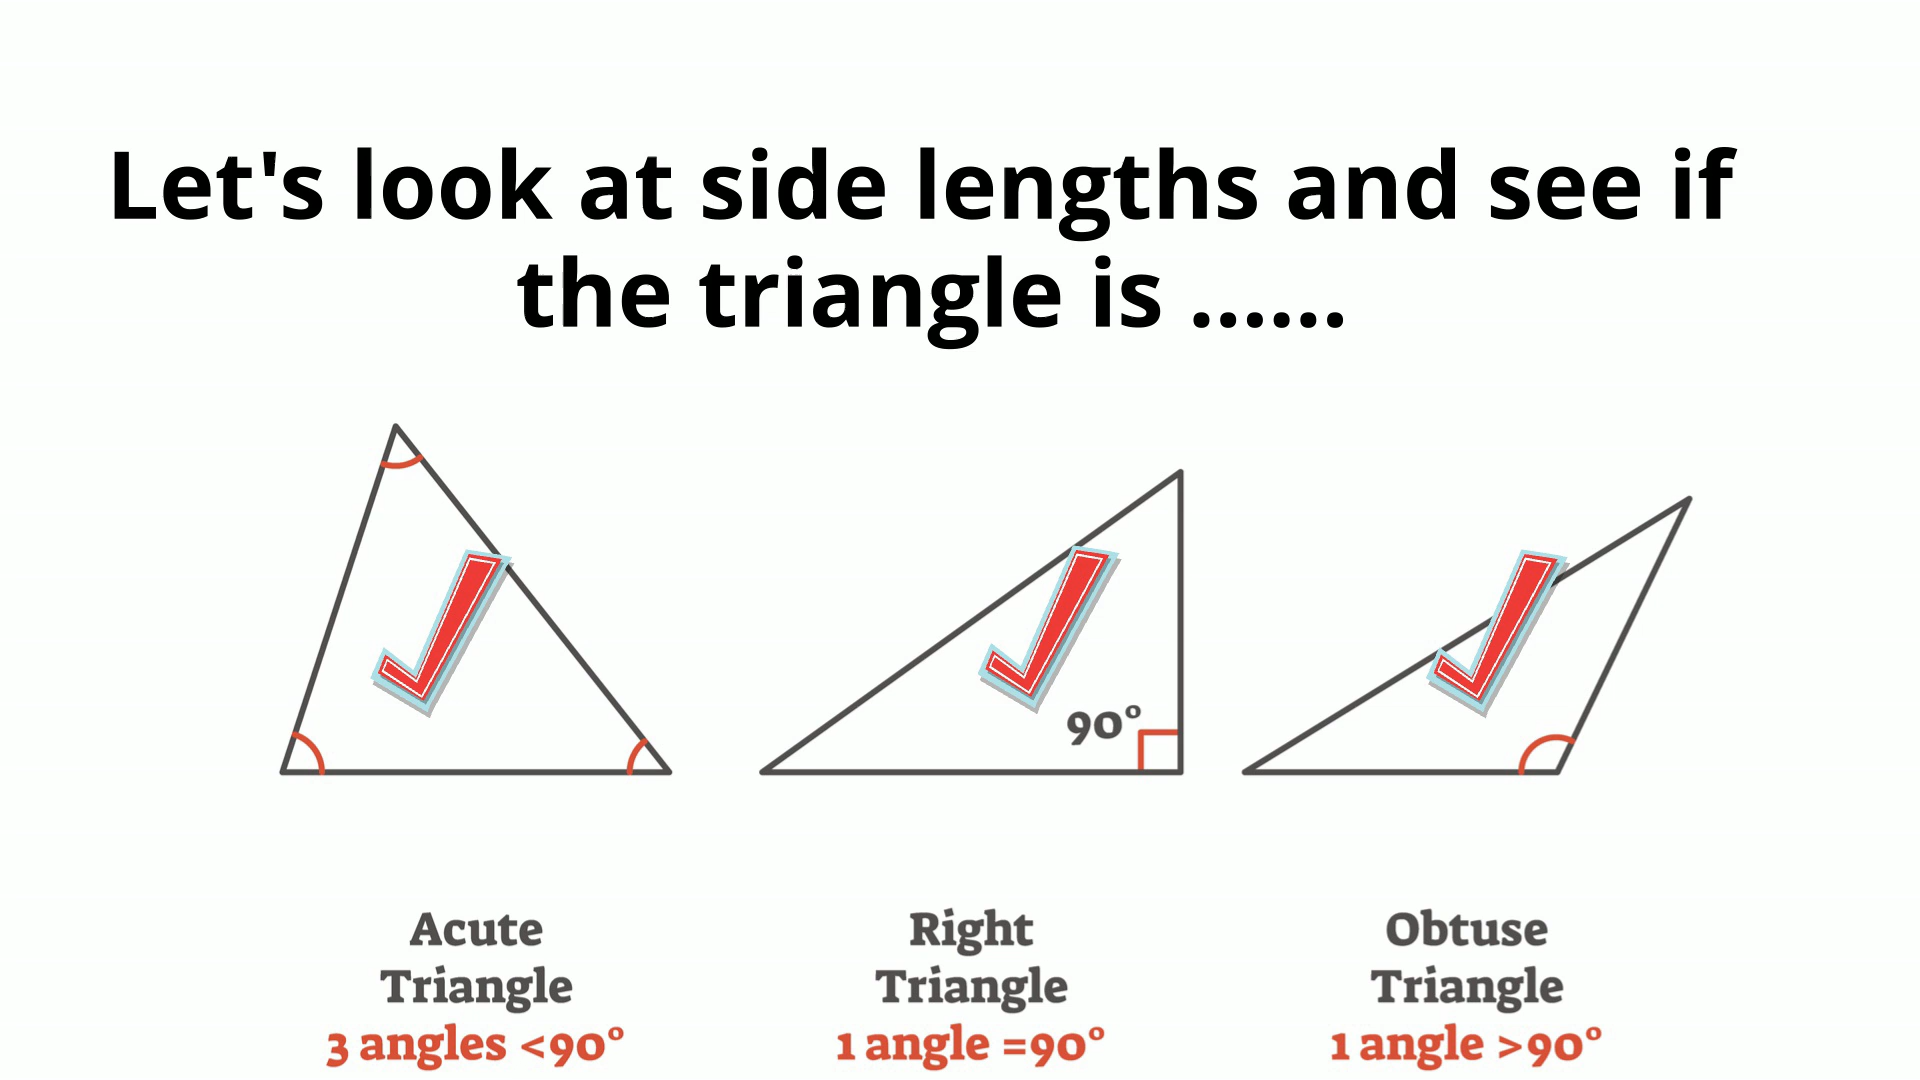 Let's look at side lengths and see if
the triangle is ......
90°
Acute
Triangle
3 angles <90°
Right
Triangle
1 angle =90°
Obtuse
Triangle
1 angle >90°